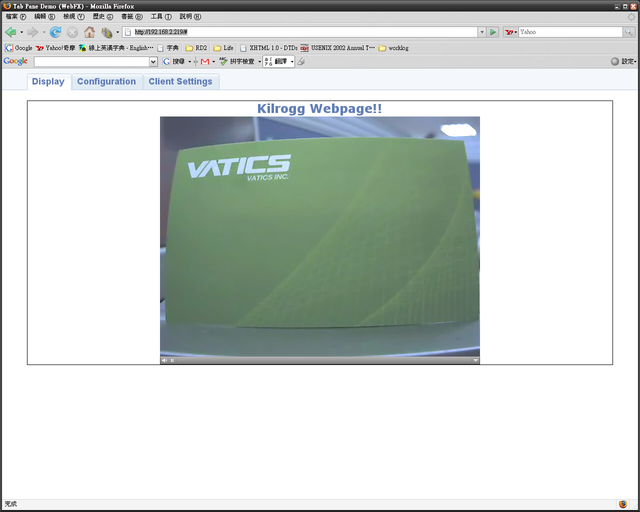 Tab Pane Demo (WebFX) - Mozilla Firefox
檔案(F) 編輯(E) 檢視(V) 歷史(S) 書籤(B) 工具(T) 說明(H)
http://192.168.2.219/# Yahoo
Google Yahoo!奇摩 線上英漢字典 - English… 字典 RD2 Life XHTML 1.0 - DTDs USENIX 2002 Annual T… worklog
Google 搜尋 拼字檢查 翻譯 設定
Display Configuration Client Settings
Kilrogg Webpage!!
VATICS
VATICS INC.
完成